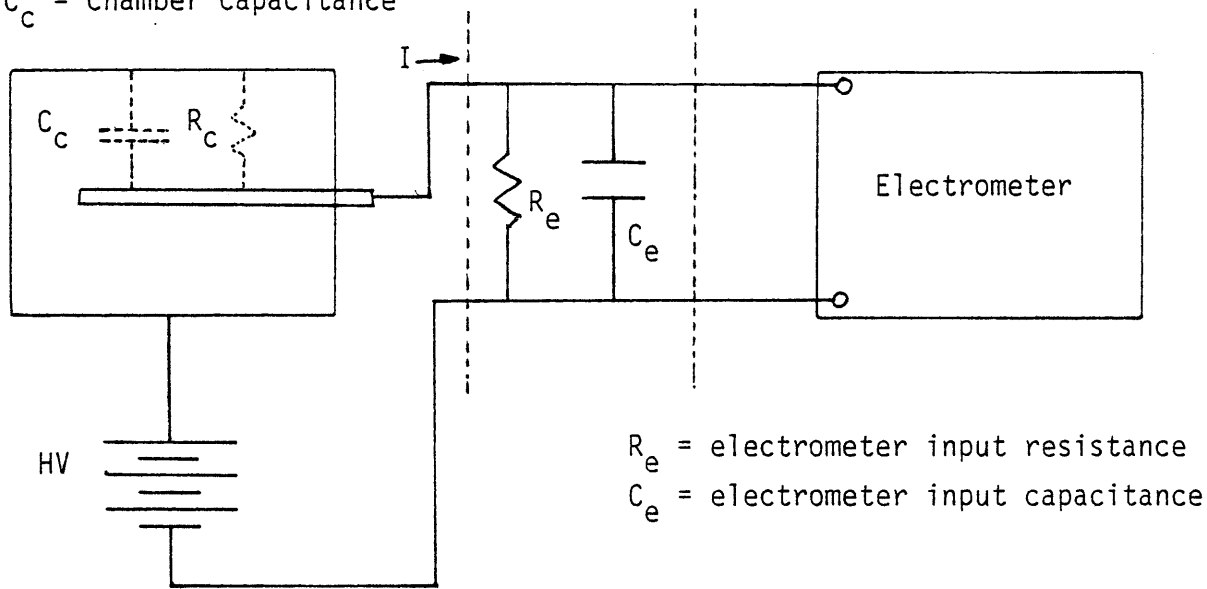 C_c = chamber capacitance
I
C_c
R_c
R_e
C_e
Electrometer
HV
R_e = electrometer input resistance
C_e = electrometer input capacitance